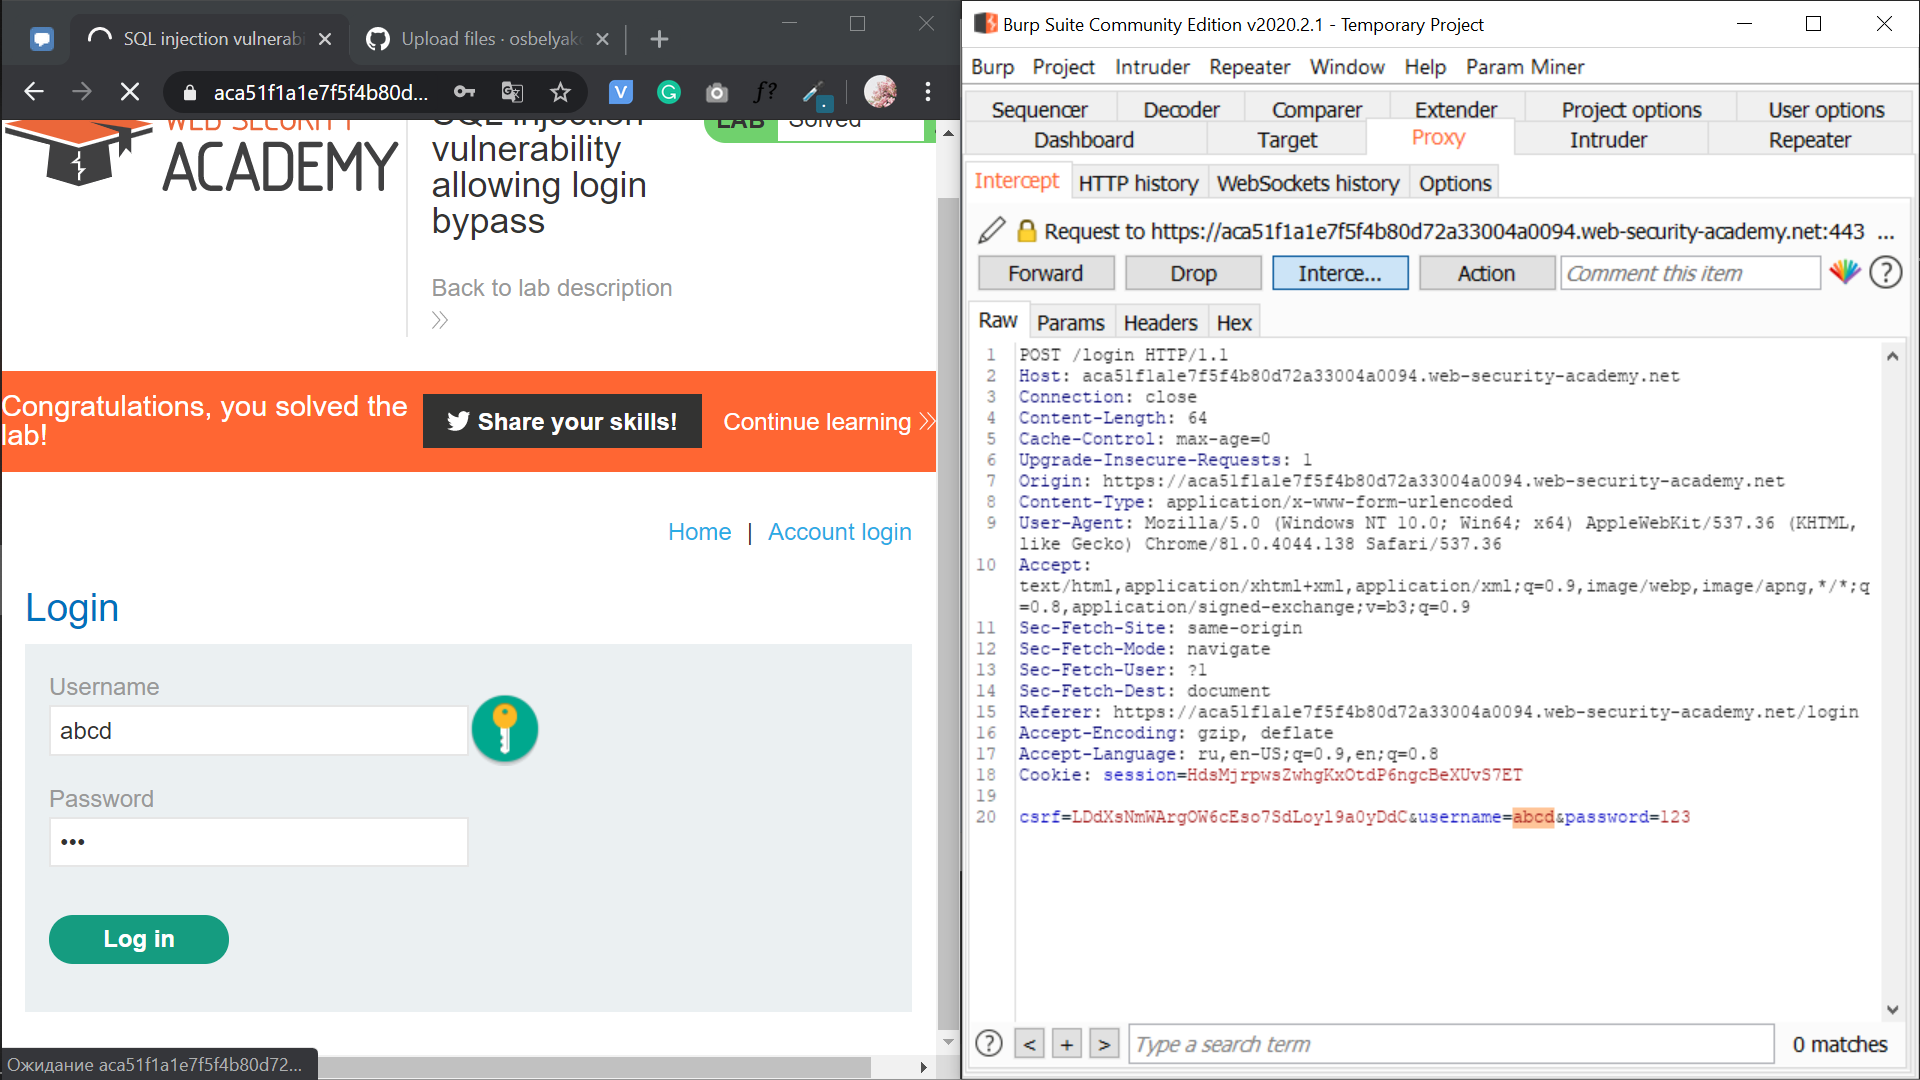 SQL injection vulnerabi
Upload files · osbelyak
aca51f1a1e7f5f4b80d...
WEB SECURITY
ACADEMY
SQL injection
vulnerability
allowing login
bypass
LAB Solved
Back to lab description
Congratulations, you solved the
lab!
Share your skills!
Continue learning
Home | Account login
Login
Username
abcd
Password
•••
Log in
Ожидание aca51f1a1e7f5f4b80d72...
Burp Suite Community Edition v2020.2.1 - Temporary Project
Burp Project Intruder Repeater Window Help Param Miner
Sequencer Decoder Comparer Extender Project options User options
Dashboard Target Proxy Intruder Repeater
Intercept HTTP history WebSockets history Options
Request to https://aca51f1a1e7f5f4b80d72a33004a0094.web-security-academy.net:443 ...
Forward Drop Interce... Action Comment this item ?
Raw Params Headers Hex
1 POST /login HTTP/1.1
2 Host: aca51f1a1e7f5f4b80d72a33004a0094.web-security-academy.net
3 Connection: close
4 Content-Length: 64
5 Cache-Control: max-age=0
6 Upgrade-Insecure-Requests: 1
7 Origin: https://aca51f1a1e7f5f4b80d72a33004a0094.web-security-academy.net
8 Content-Type: application/x-www-form-urlencoded
9 User-Agent: Mozilla/5.0 (Windows NT 10.0; Win64; x64) AppleWebKit/537.36 (KHTML,
like Gecko) Chrome/81.0.4044.138 Safari/537.36
10 Accept:
text/html,application/xhtml+xml,application/xml;q=0.9,image/webp,image/apng,*/*;q
=0.8,application/signed-exchange;v=b3;q=0.9
11 Sec-Fetch-Site: same-origin
12 Sec-Fetch-Mode: navigate
13 Sec-Fetch-User: ?1
14 Sec-Fetch-Dest: document
15 Referer: https://aca51f1a1e7f5f4b80d72a33004a0094.web-security-academy.net/login
16 Accept-Encoding: gzip, deflate
17 Accept-Language: ru,en-US;q=0.9,en;q=0.8
18 Cookie: session=HdsMjrpwsZwhgKxOtdP6ngcBeXUvS7ET
19
20 csrf=LDdXsNmWArgOW6cEso7SdLoyl9a0yDdC&username=abcd&password=123
? < + > Type a search term 0 matches